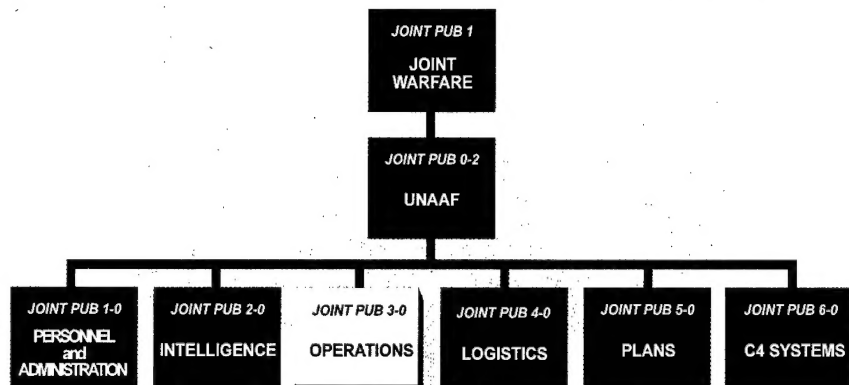 JOINT PUB 1
JOINT
WARFARE
JOINT PUB 0-2
UNAAF
JOINT PUB 1-0
PERSONNEL
and
ADMINISTRATION
JOINT PUB 2-0
INTELLIGENCE
JOINT PUB 3-0
OPERATIONS
JOINT PUB 4-0
LOGISTICS
JOINT PUB 5-0
PLANS
JOINT PUB 6-0
C4 SYSTEMS